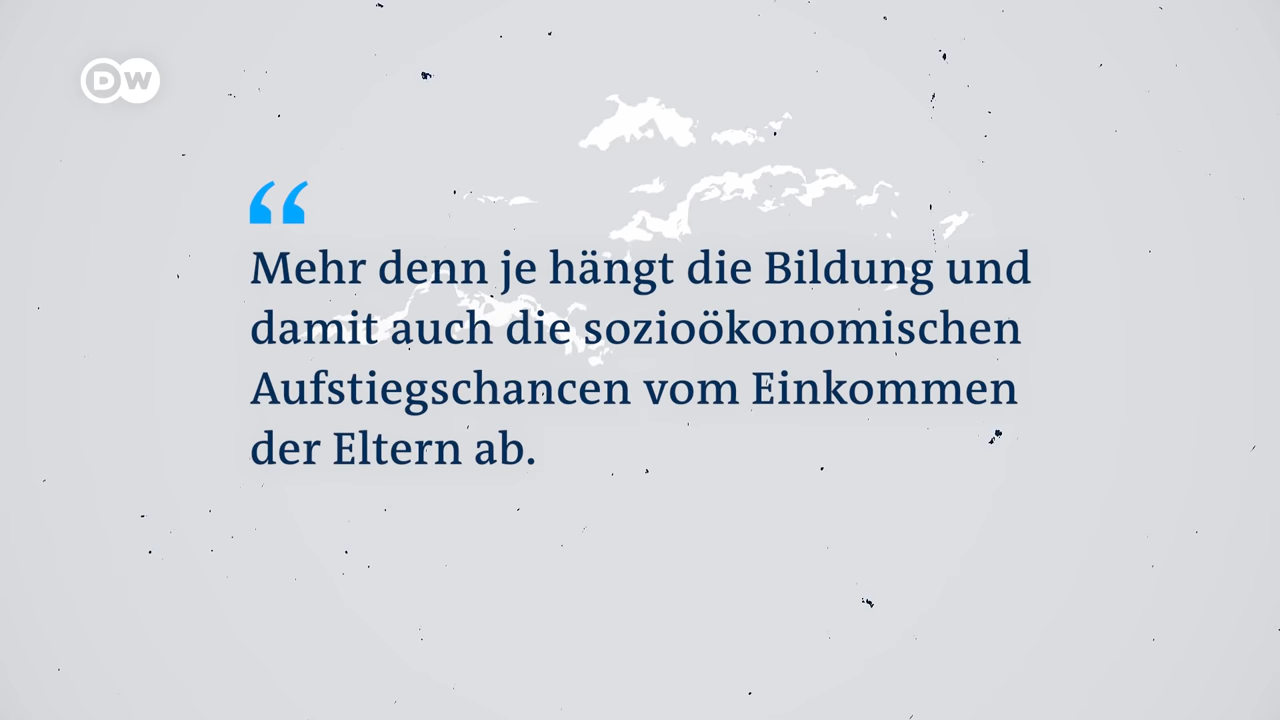 DW
“
Mehr denn je hängt die Bildung und
damit auch die sozioökonomischen
Aufstiegschancen vom Einkommen
der Eltern ab.